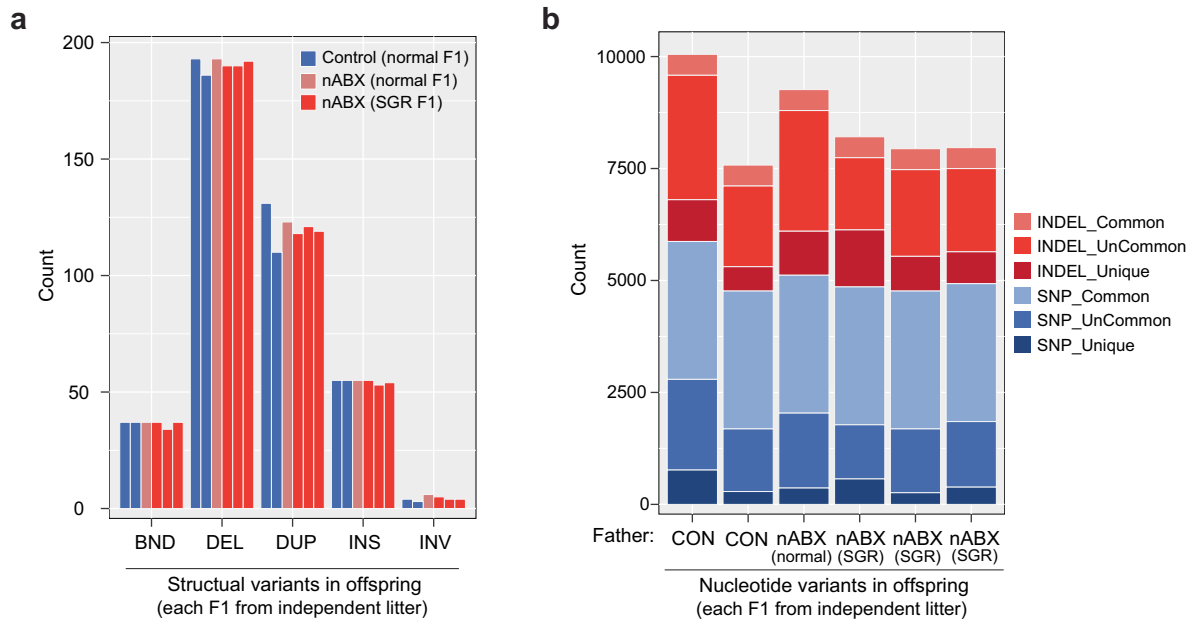 a
200
150
100
50
0
Count
Control (normal F1)
nABX (normal F1)
nABX (SGR F1)
BND DEL DUP INS INV
Structual variants in offspring
(each F1 from independent litter)
b
10000
7500
5000
2500
0
Count
INDEL_Common
INDEL_UnCommon
INDEL_Unique
SNP_Common
SNP_UnCommon
SNP_Unique
Father: CON CON nABX nABX nABX nABX
(normal) (SGR) (SGR) (SGR)
Nucleotide variants in offspring
(each F1 from independent litter)